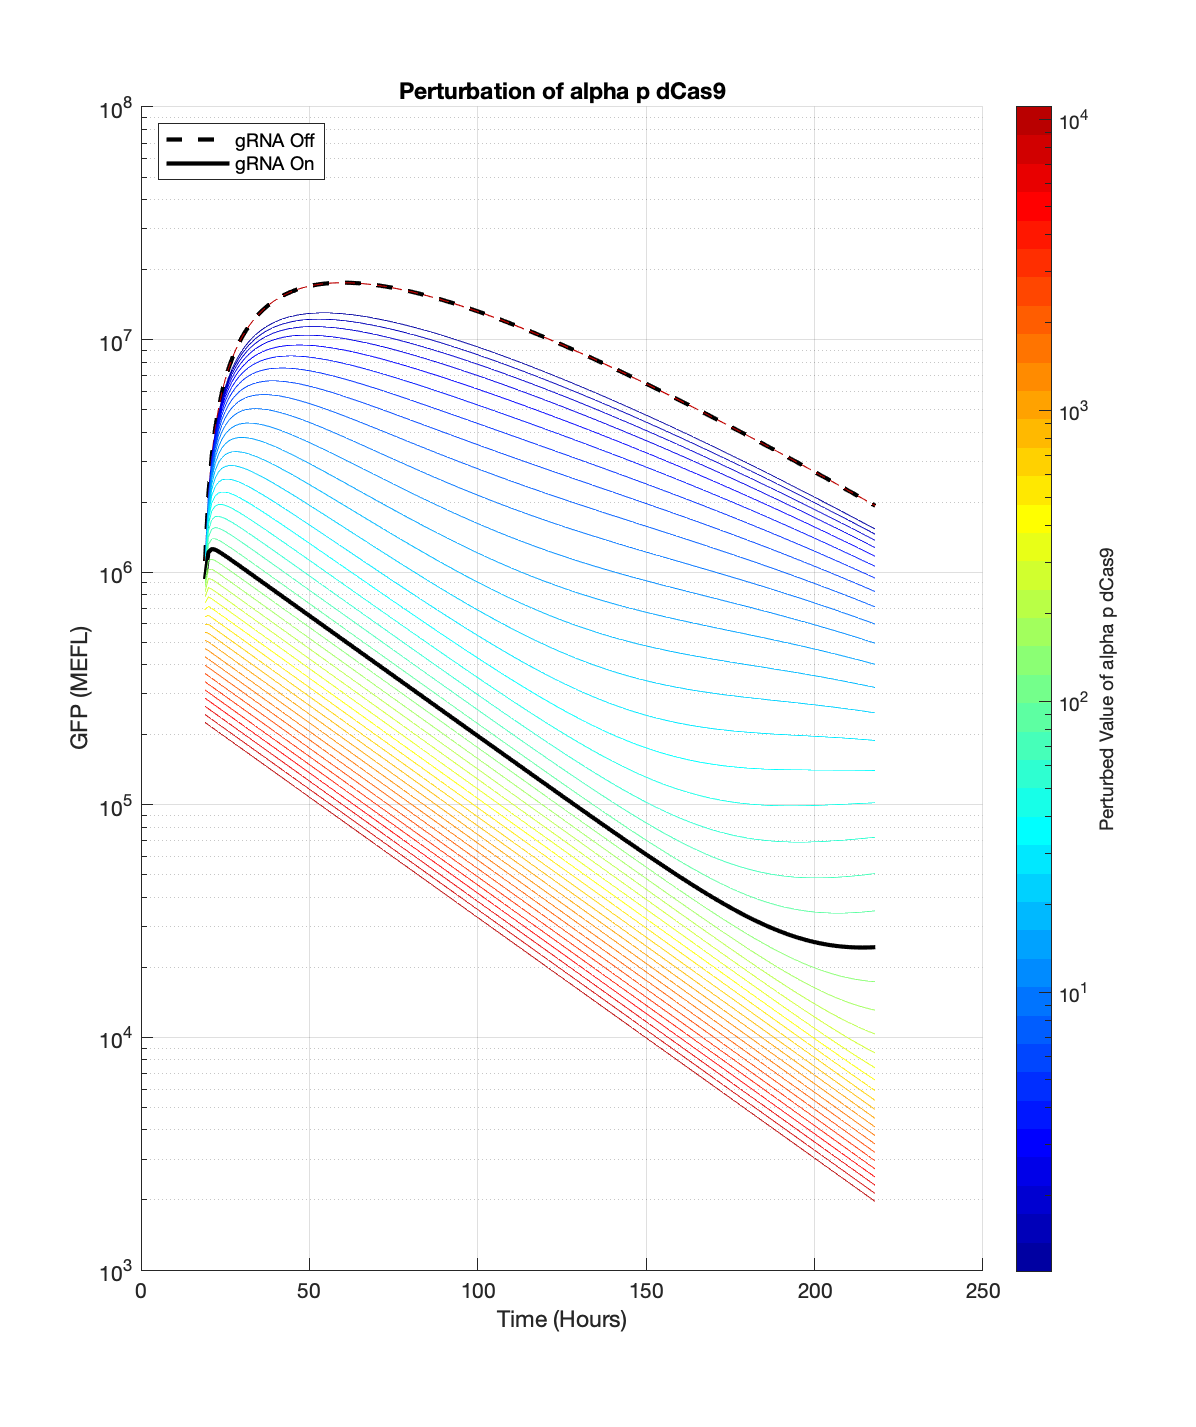 Perturbation of alpha p dCas9
gRNA Off
gRNA On
10^8
10^7
10^6
10^5
10^4
10^3
GFP (MEFL)
0 50 100 150 200 250
Time (Hours)
10^4
10^3
10^2
10^1
Perturbed Value of alpha p dCas9